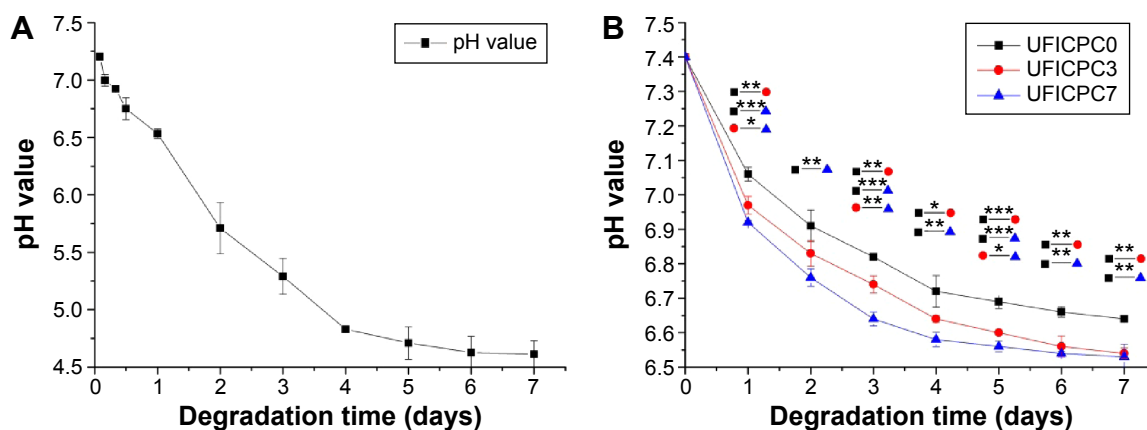 A
pH value
7.5
7.0
6.5
6.0
5.5
5.0
4.5
0 1 2 3 4 5 6 7
Degradation time (days)
pH value
B
UFICPC0
UFICPC3
UFICPC7
7.5
7.4
7.3
7.2
7.1
7.0
6.9
6.8
6.7
6.6
6.5
**
***
*
**
**
***
**
*
**
***
***
*
**
**
**
**
0 1 2 3 4 5 6 7
Degradation time (days)
pH value